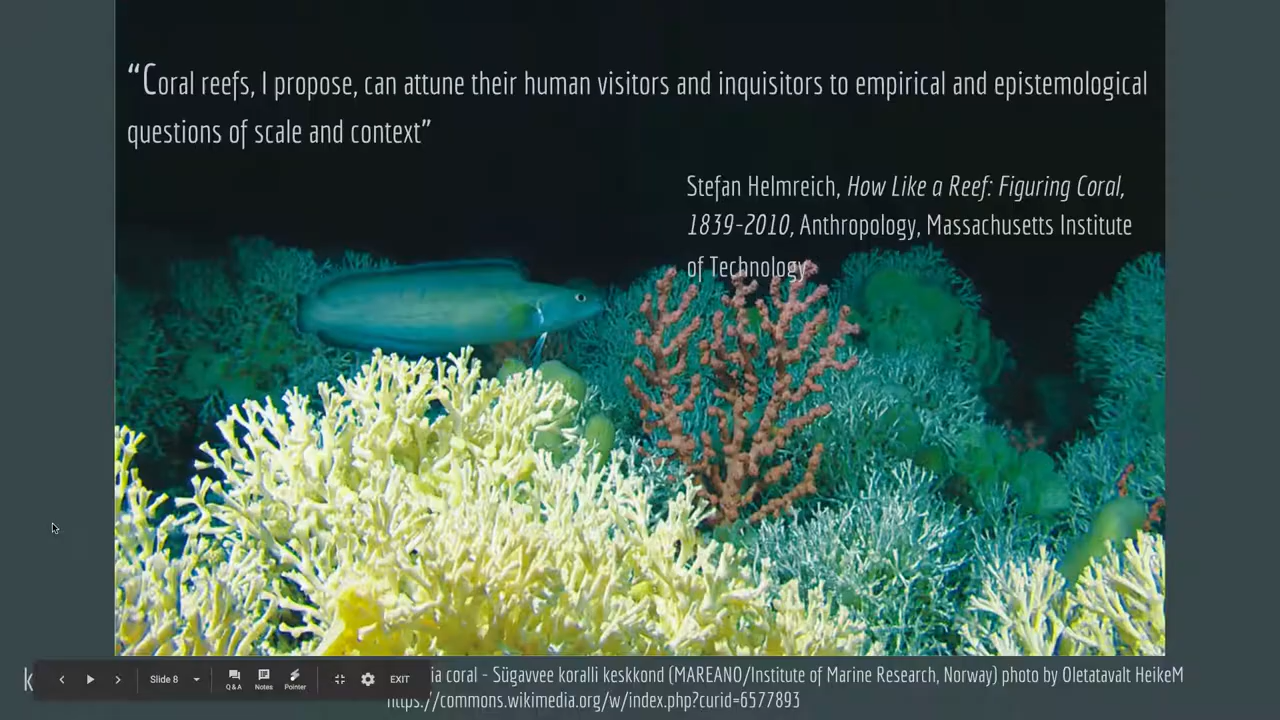 “Coral reefs, I propose, can attune their human visitors and inquisitors to empirical and epistemological
questions of scale and context”
Stefan Helmreich, How Like a Reef: Figuring Coral,
1839-2010, Anthropology, Massachusetts Institute
of Technology
coral - Sügavvee koralli keskkond (MAREANO/Institute of Marine Research, Norway) photo by Oletatavalt HeikeM
https://commons.wikimedia.org/w/index.php?curid=6577893
Slide 8
Q&A
Notes
Pointer
EXIT